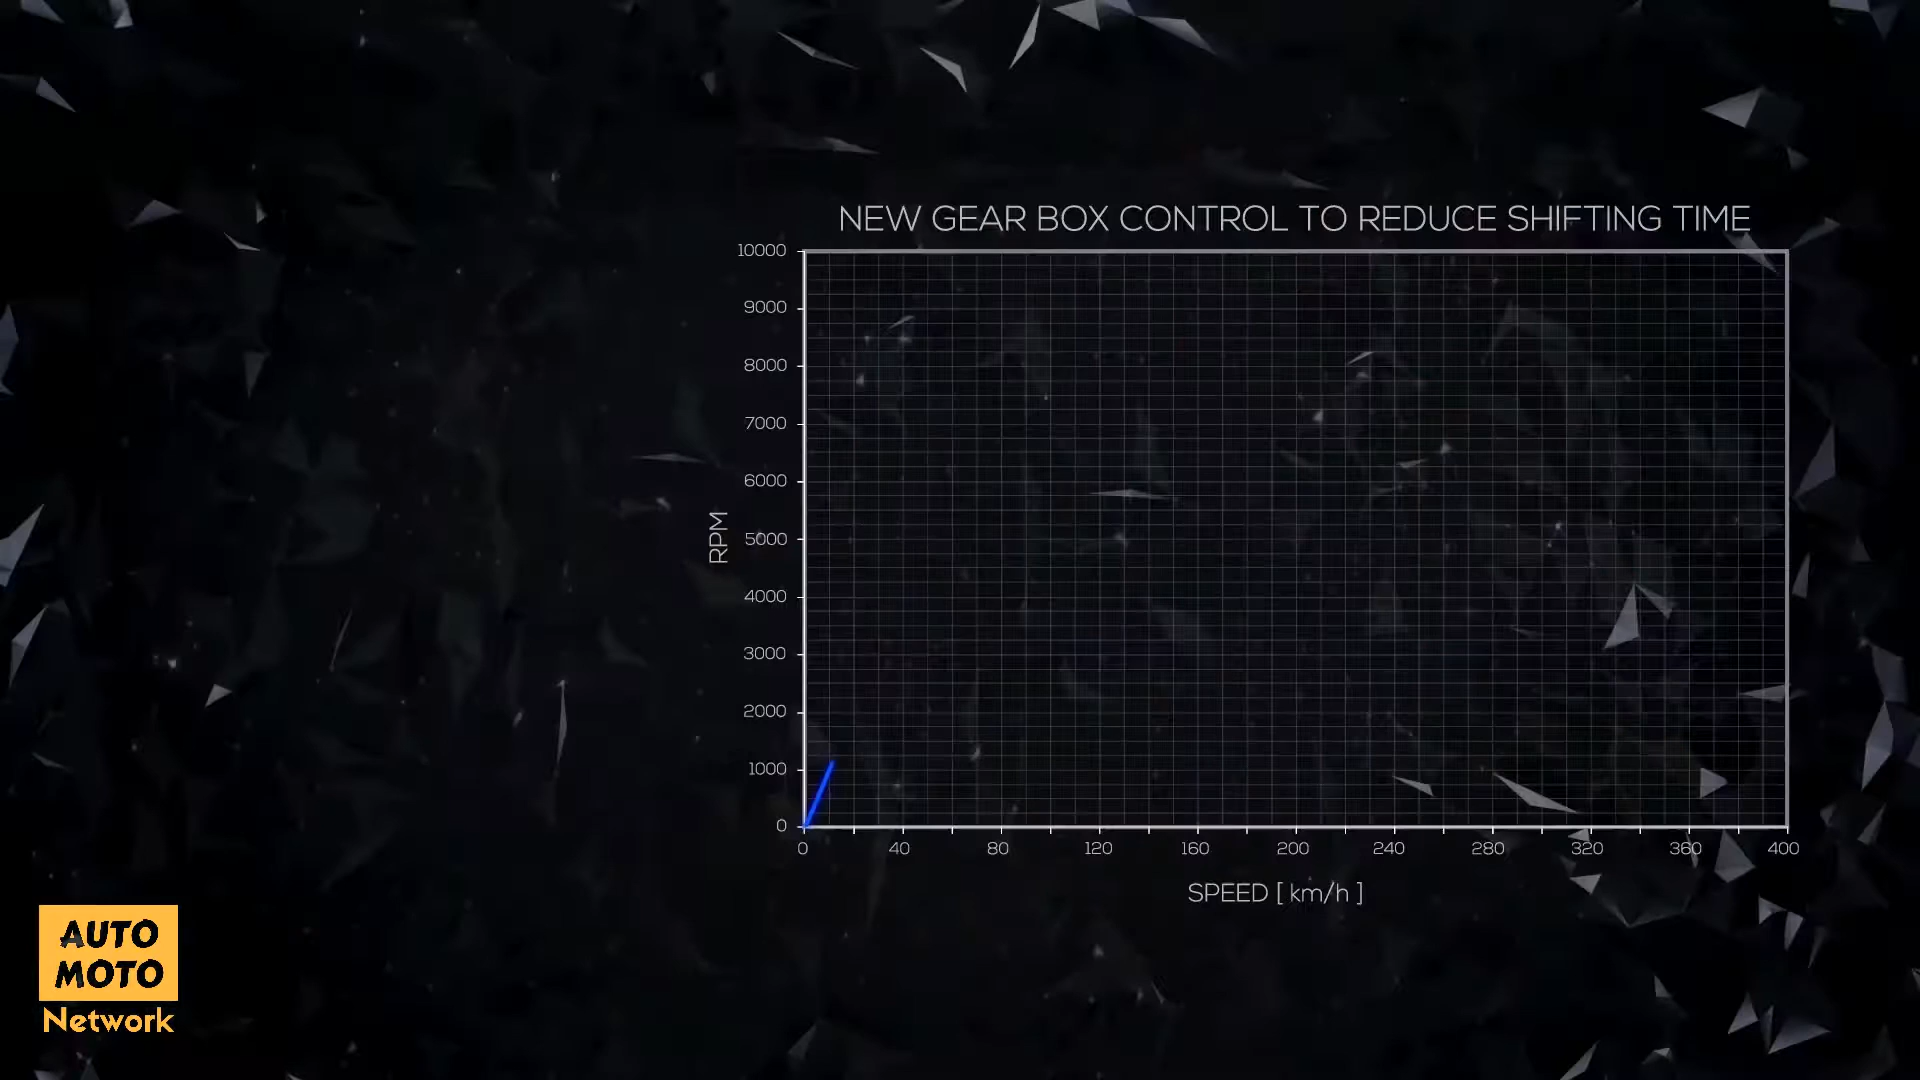 NEW GEAR BOX CONTROL TO REDUCE SHIFTING TIME
10000
9000
8000
7000
6000
5000
4000
3000
2000
1000
0
RPM
0 40 80 120 160 200 240 280 320 360 400
SPEED [ km/h ]
AUTO
MOTO
Network